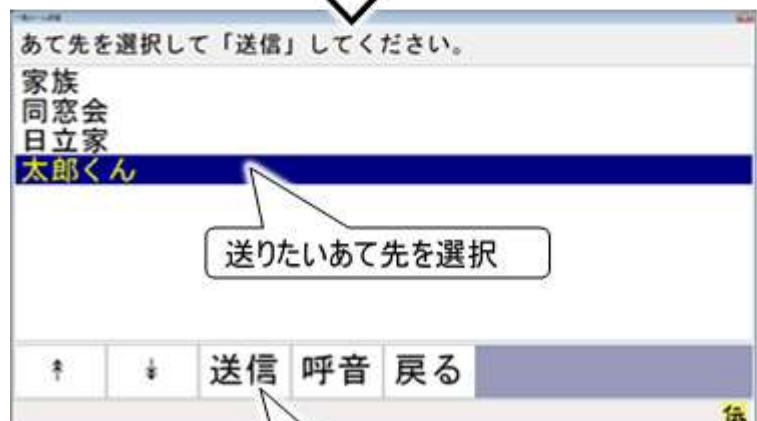 あて先を選択して「送信」してください。
家族
同窓会
日立家
太郎くん
送りたいあて先を選択
送信 呼音 戻る
伝